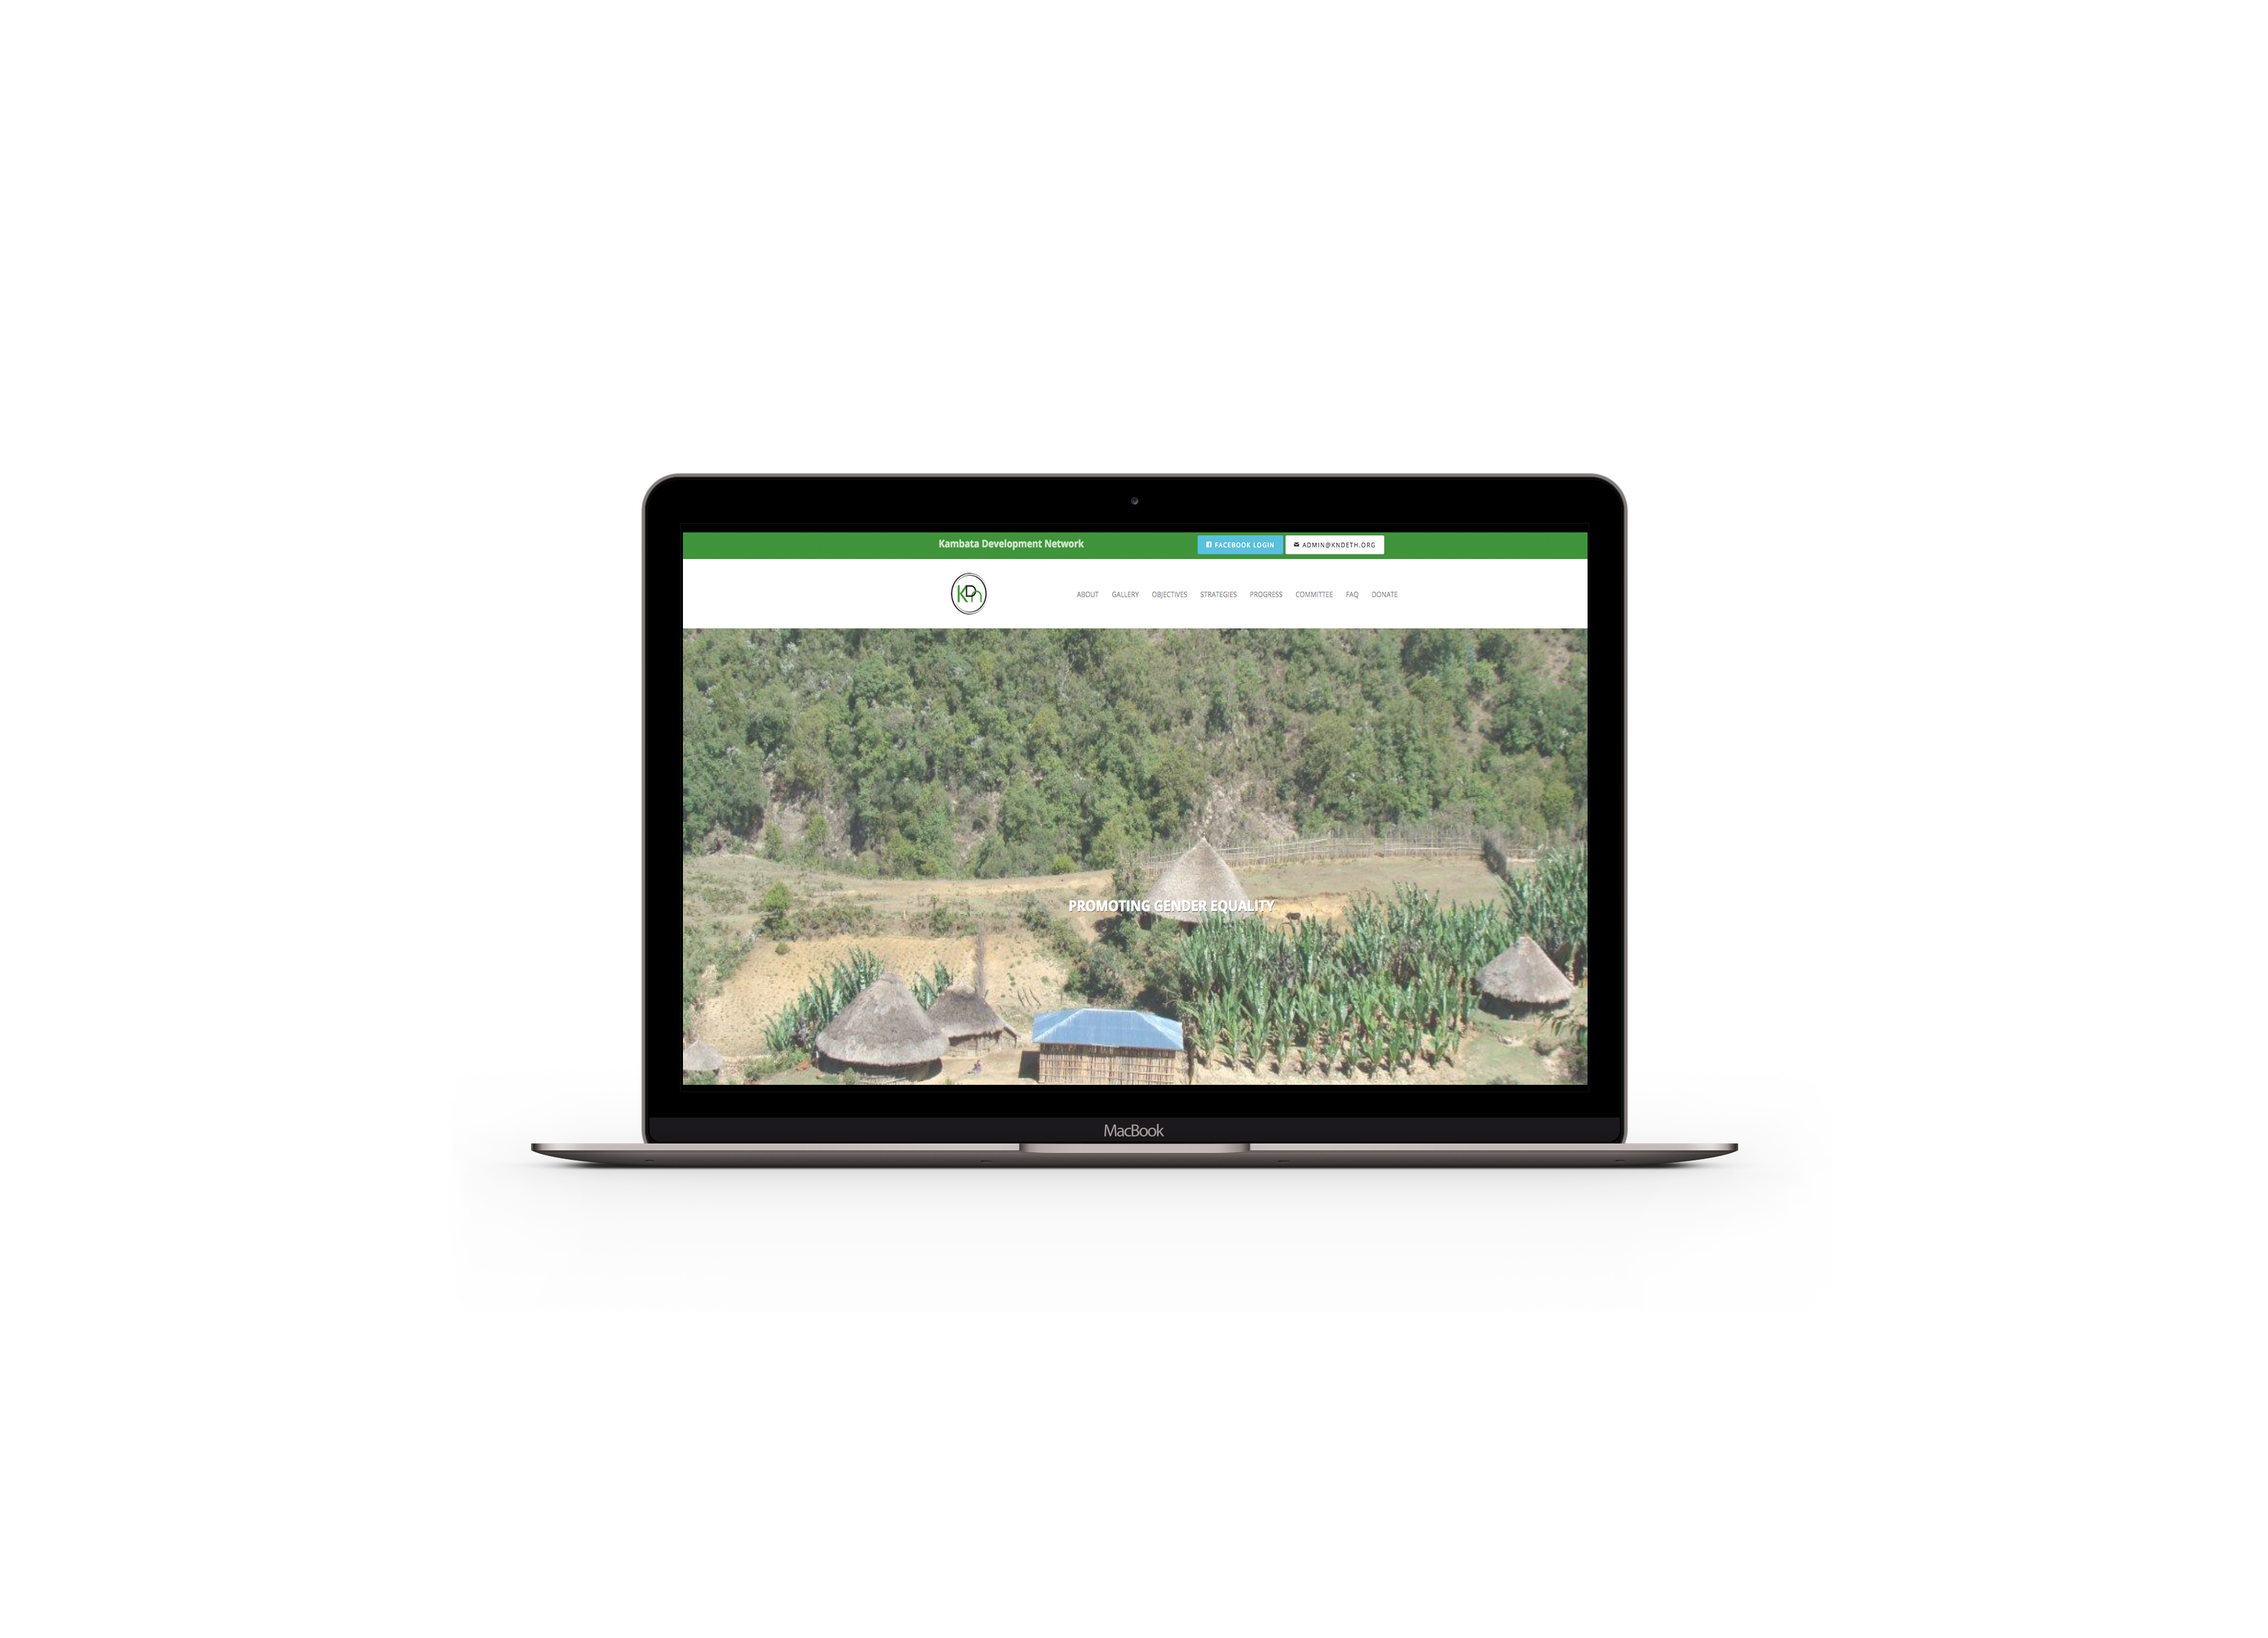 Kambata Development Network
FACEBOOK LOGIN
ADMIN@KNDETH.ORG
KDn
ABOUT GALLERY OBJECTIVES STRATEGIES PROGRESS COMMITTEE FAQ DONATE
PROMOTING GENDER EQUALITY
MacBook